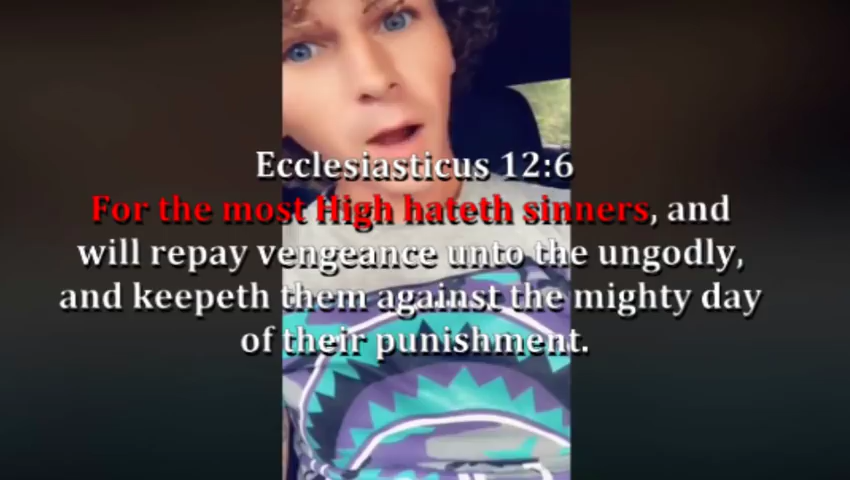 Ecclesiasticus 12:6
For the most High hateth sinners, and
will repay vengeance unto the ungodly,
and keepeth them against the mighty day
of their punishment.